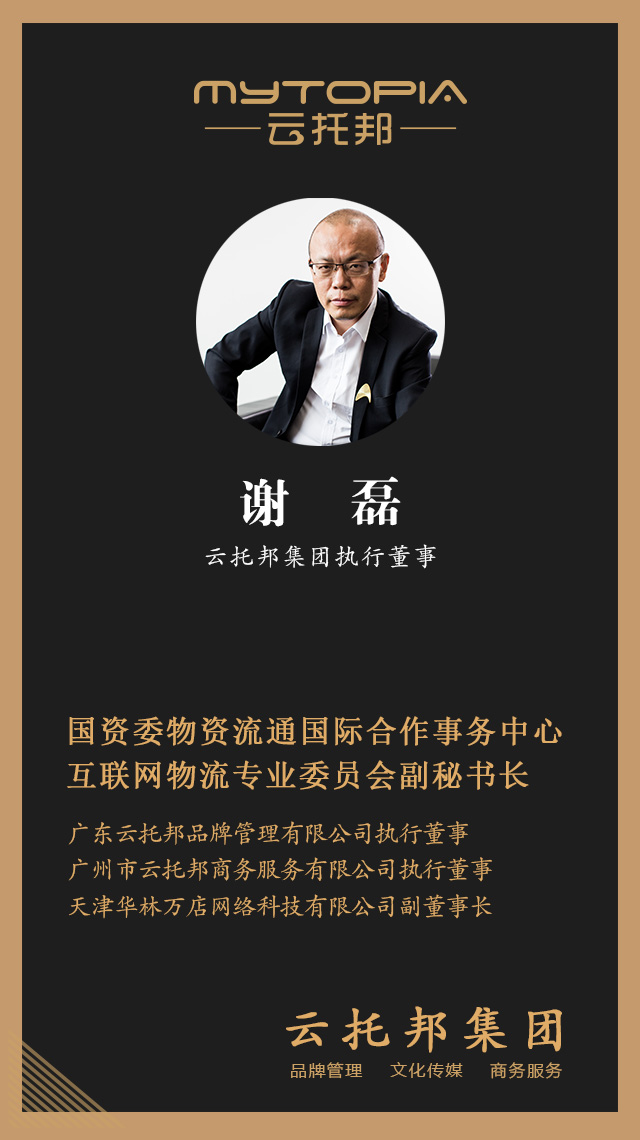 MYTOPIA
云托邦
谢 磊
云托邦集团执行董事
国资委物资流通国际合作事务中心
互联网物流专业委员会副秘书长
广东云托邦品牌管理有限公司执行董事
广州市云托邦商务服务有限公司执行董事
天津华林万店网络科技有限公司副董事长
云托邦集团
品牌管理 文化传媒 商务服务